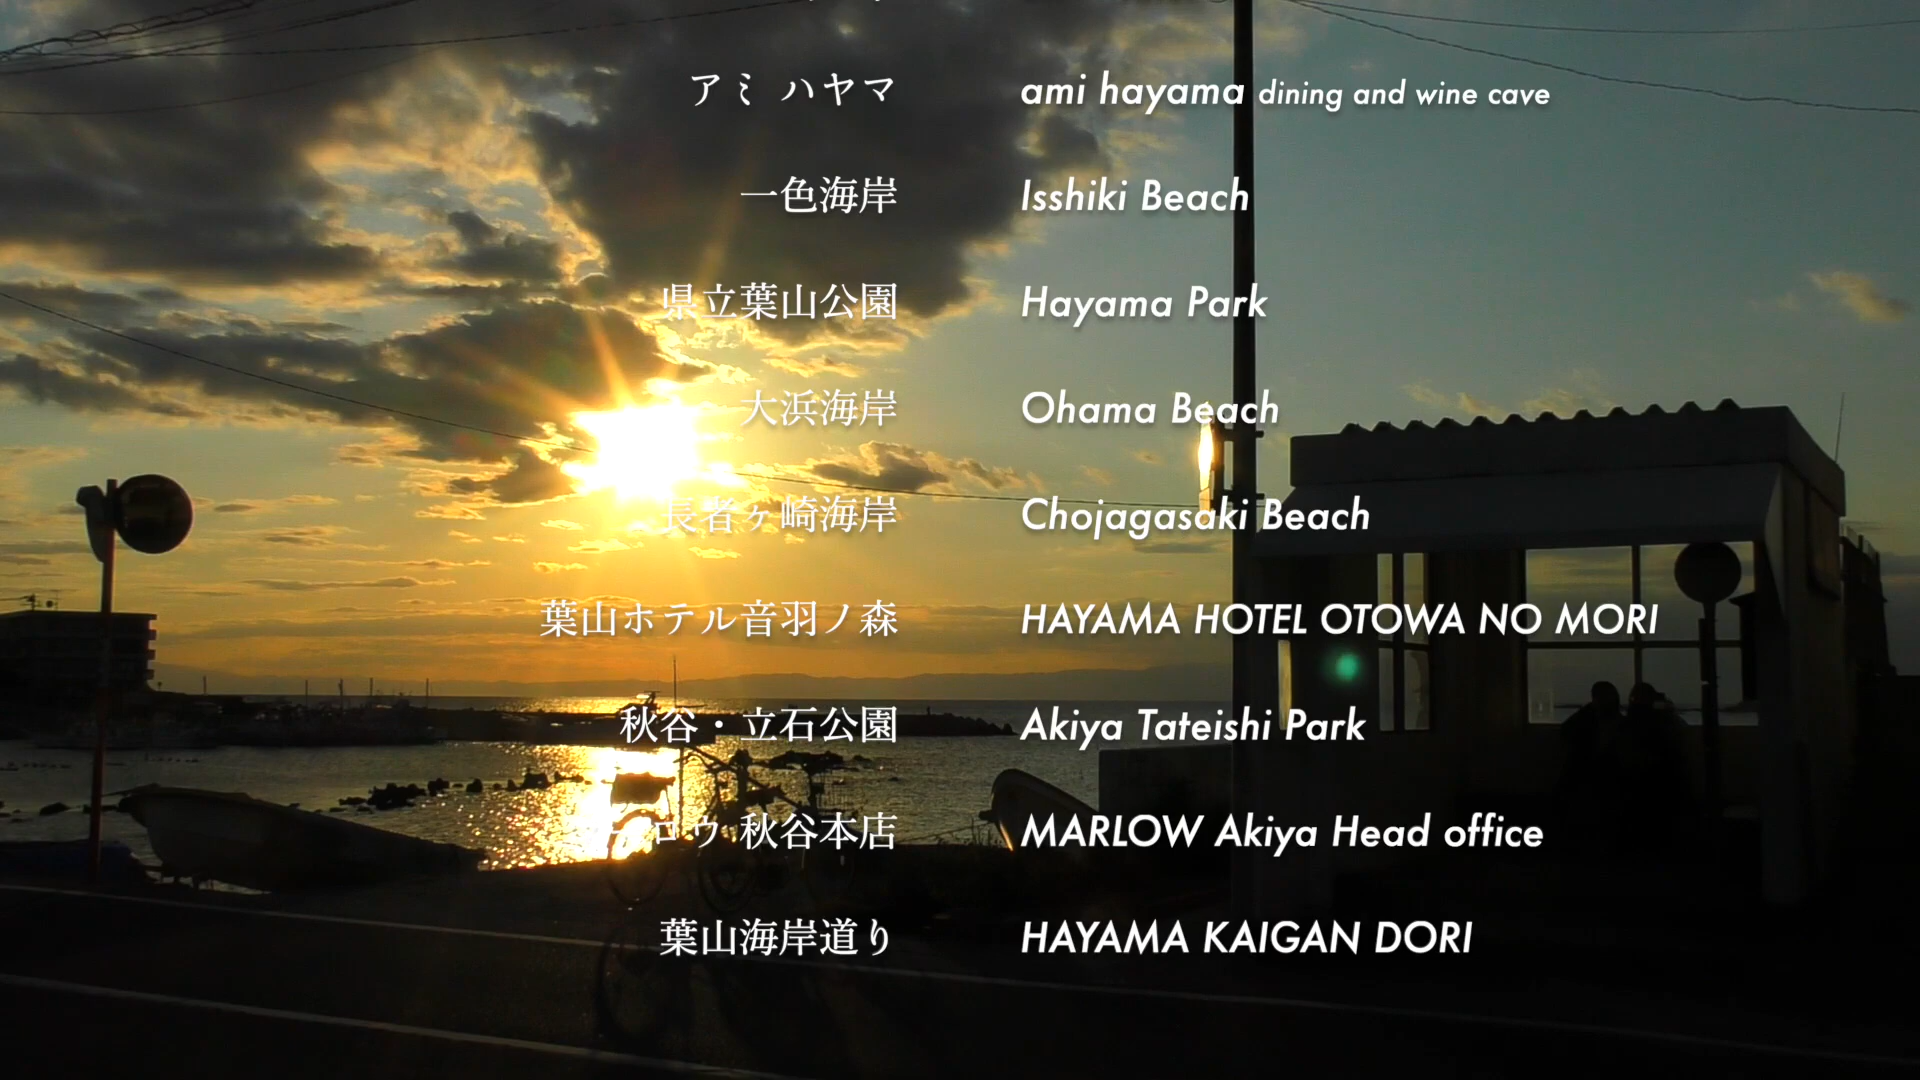 アミ ハヤマ ami hayama dining and wine cave
一色海岸 Isshiki Beach
県立葉山公園 Hayama Park
大浜海岸 Ohama Beach
長者ヶ崎海岸 Chojagasaki Beach
葉山ホテル音羽ノ森 HAYAMA HOTEL OTOWA NO MORI
秋谷・立石公園 Akiya Tateishi Park
秋谷本店 MARLOW Akiya Head office
葉山海岸道り HAYAMA KAIGAN DORI